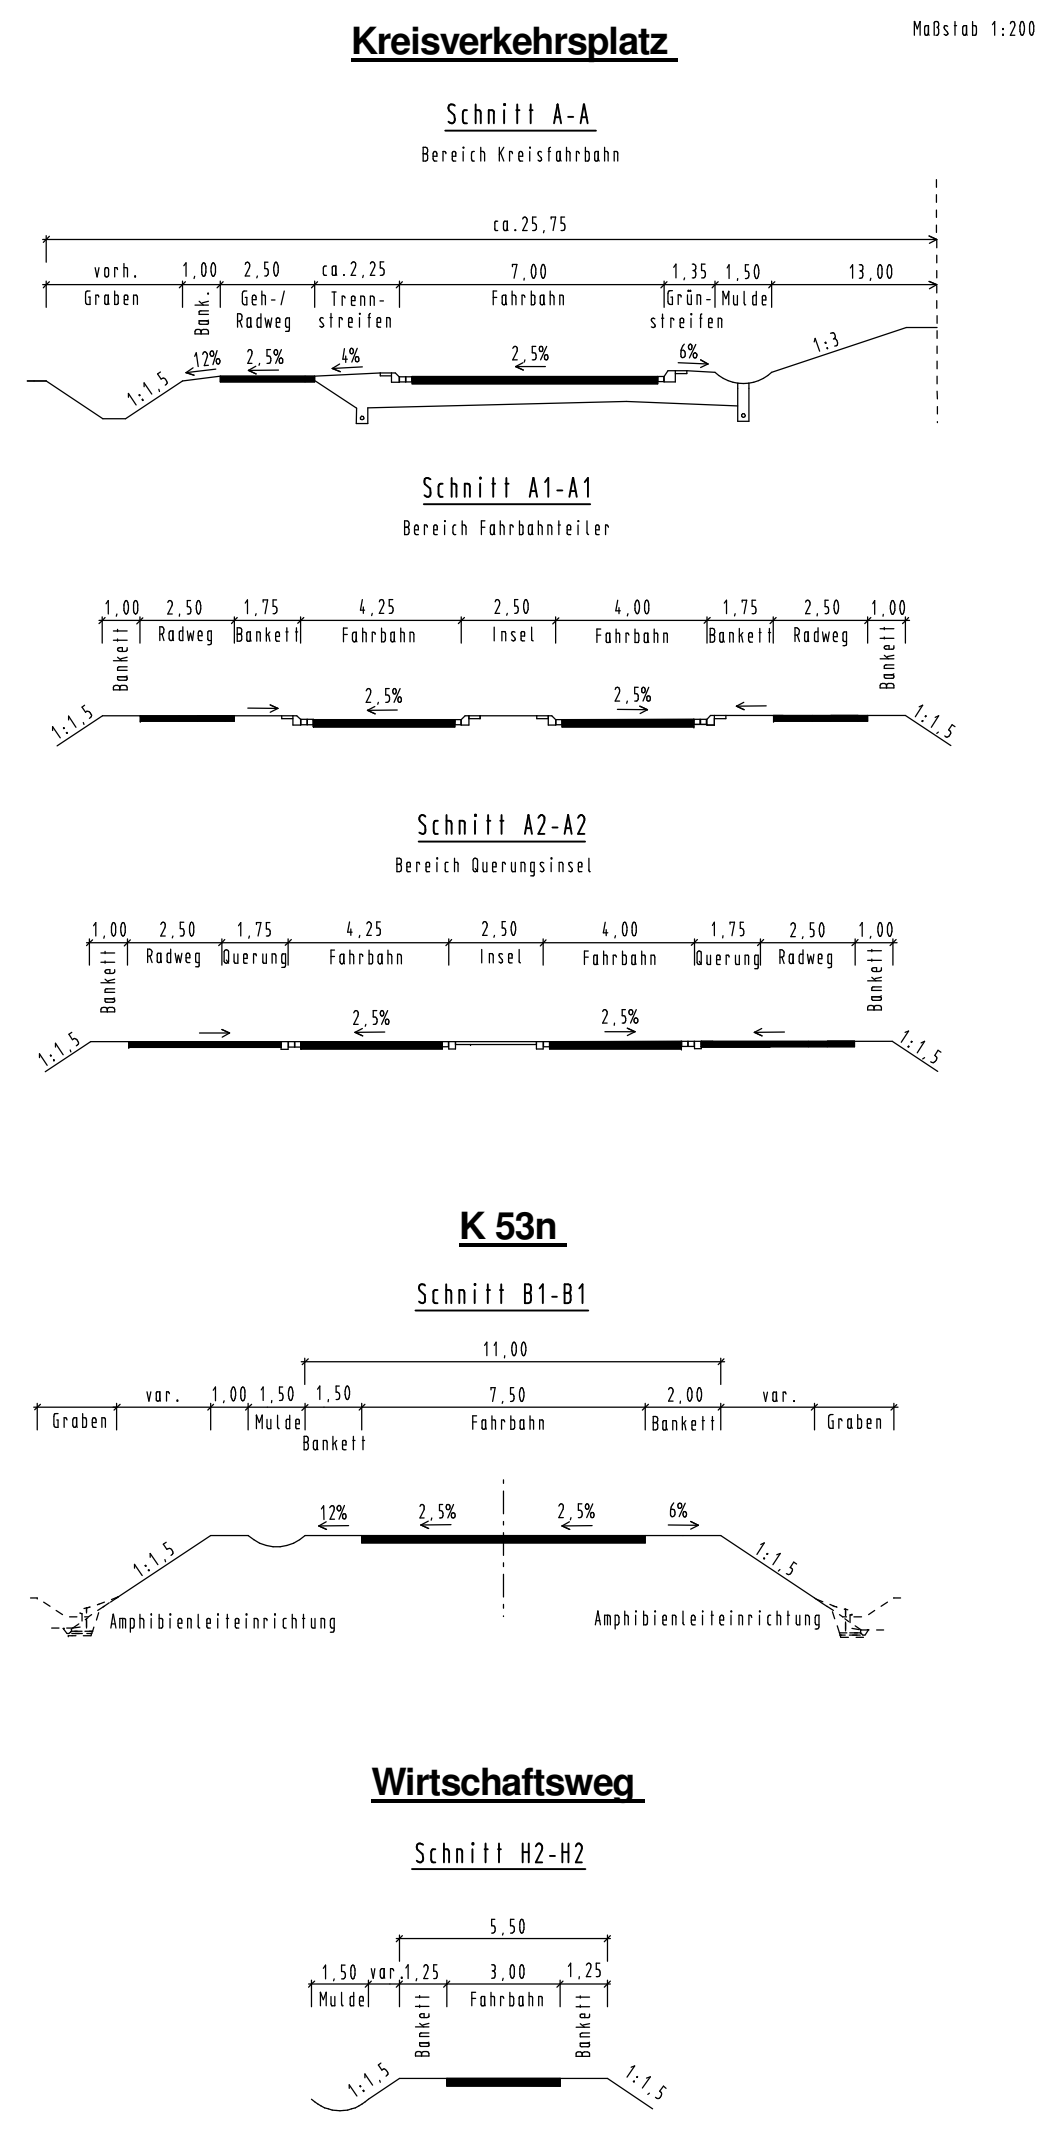 Kreisverkehrsplatz
Maßstab 1:200
Schnitt A-A
Bereich Kreisfahrbahn
ca.25,75
vorh. 1,00 2,50 ca.2,25 7,00 1,35 1,50 13,00
Graben Bank. Geh-/ Trenn- Fahrbahn Grün- Mulde
Radweg streifen streifen
1:1,5 12% 2,5% 4% 2,5% 6% 1:3
Schnitt A1-A1
Bereich Fahrbahnteiler
1,00 2,50 1,75 4,25 2,50 4,00 1,75 2,50 1,00
Bankett Radweg Bankett Fahrbahn Insel Fahrbahn Bankett Radweg Bankett
1:1,5 2,5% 2,5% 1:1,5
Schnitt A2-A2
Bereich Querungsinsel
1,00 2,50 1,75 4,25 2,50 4,00 1,75 2,50 1,00
Bankett Radweg Querung Fahrbahn Insel Fahrbahn Querung Radweg Bankett
1:1,5 2,5% 2,5% 1:1,5
K 53n
Schnitt B1-B1
11,00
var. 1,00 1,50 1,50 7,50 2,00 var.
Graben Mulde Fahrbahn Bankett Graben
Bankett
12% 2,5% 2,5% 6%
1:1,5 1:1,5
Amphibienleiteinrichtung Amphibienleiteinrichtung
Wirtschaftsweg
Schnitt H2-H2
5,50
1,50 var. 1,25 3,00 1,25
Mulde Bankett Fahrbahn Bankett
1:1,5 1:1,5